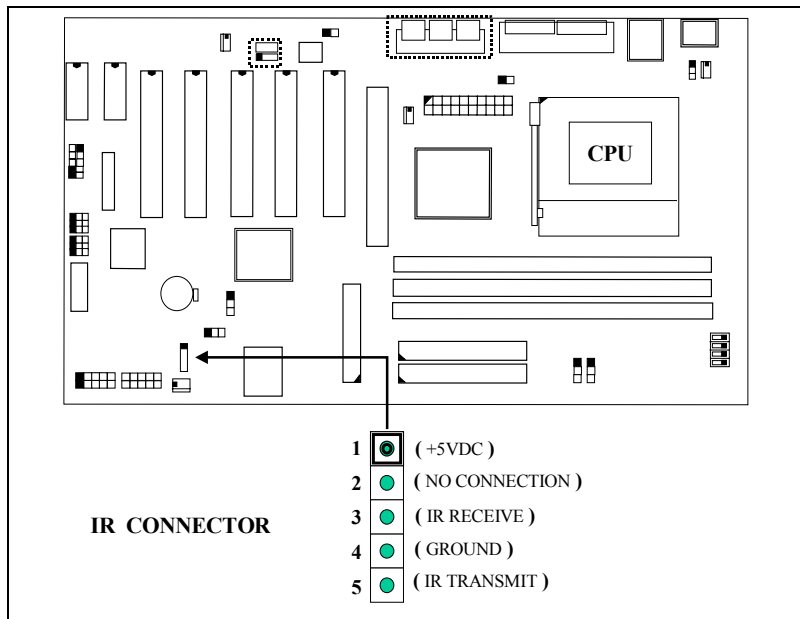 CPU
1 ( +5VDC )
2 ( NO CONNECTION )
3 ( IR RECEIVE )
IR CONNECTOR
4 ( GROUND )
5 ( IR TRANSMIT )